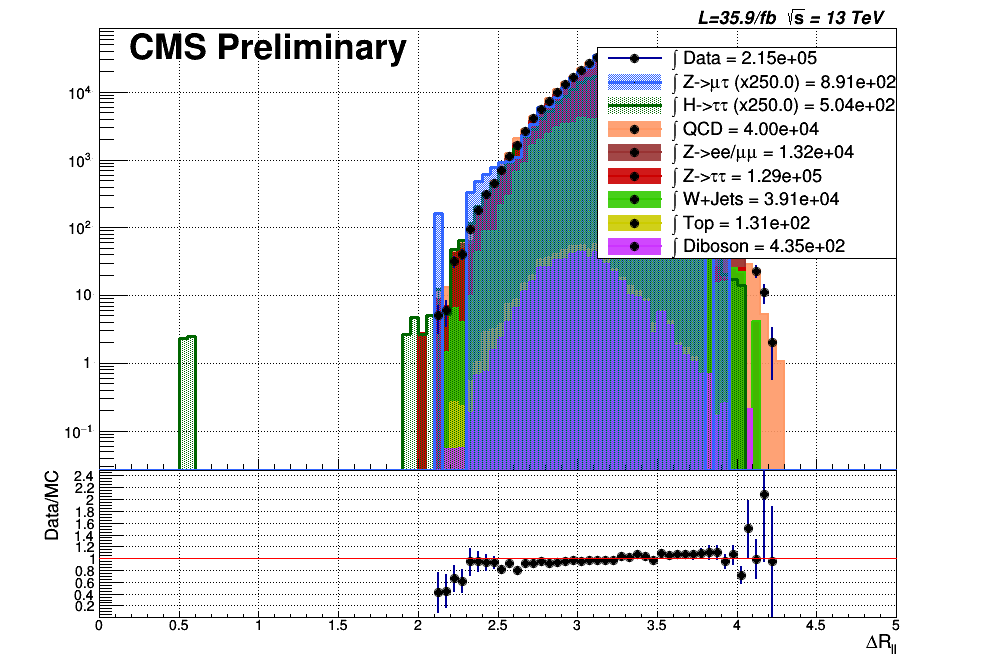 L=35.9/fb √s = 13 TeV
CMS Preliminary
∫ Data = 2.15e+05
∫ Z->μτ (x250.0) = 8.91e+02
∫ H->ττ (x250.0) = 5.04e+02
∫ QCD = 4.00e+04
∫ Z->ee/μμ = 1.32e+04
∫ Z->ττ = 1.29e+05
∫ W+Jets = 3.91e+04
∫ Top = 1.31e+02
∫ Diboson = 4.35e+02
10⁴
10³
10²
10
1
10⁻¹
Data/MC
2.4
2.2
2
1.8
1.6
1.4
1.2
1
0.8
0.6
0.4
0.2
0 0.5 1 1.5 2 2.5 3 3.5 4 4.5 5
ΔR_ll